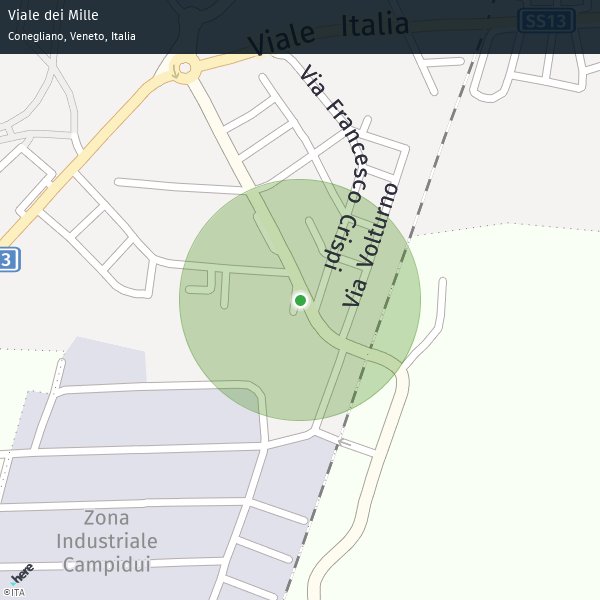 Viale dei Mille
Conegliano, Veneto, Italia
Viale Italia
SS13
Via Francesco Crispi
Via Volturno
3
Zona
Industriale
Campidui
here
©ITA